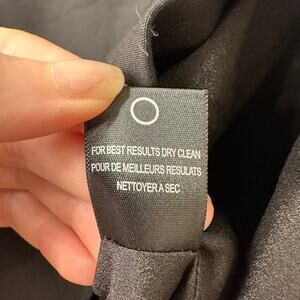 FOR BEST RESULTS DRY CLEAN
POUR DE MEILLEURS RESULATS
NETTOYER A SEC